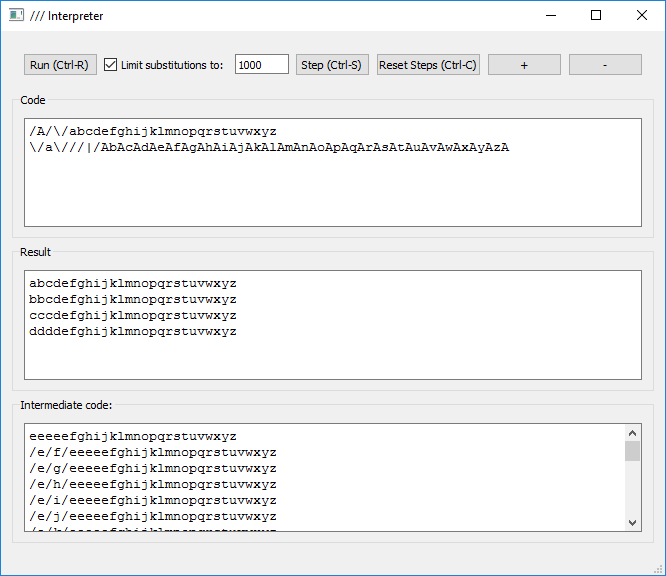 /// Interpreter
Run (Ctrl-R) Limit substitutions to: 1000 Step (Ctrl-S) Reset Steps (Ctrl-C) + -
Code
/A/\/abcdefghijklmnopqrstuvwxyz
\/a\///|/AbAcAdAeAfAgAhAiAjAkAlAmAnAoApAqArAsAtAuAvAwAxAyAzA
Result
abcdefghijklmnopqrstuvwxyz
bbcdefghijklmnopqrstuvwxyz
cccdefghijklmnopqrstuvwxyz
ddddefghijklmnopqrstuvwxyz
Intermediate code:
eeeeefghijklmnopqrstuvwxyz
/e/f/eeeeefghijklmnopqrstuvwxyz
/e/g/eeeeefghijklmnopqrstuvwxyz
/e/h/eeeeefghijklmnopqrstuvwxyz
/e/i/eeeeefghijklmnopqrstuvwxyz
/e/j/eeeeefghijklmnopqrstuvwxyz